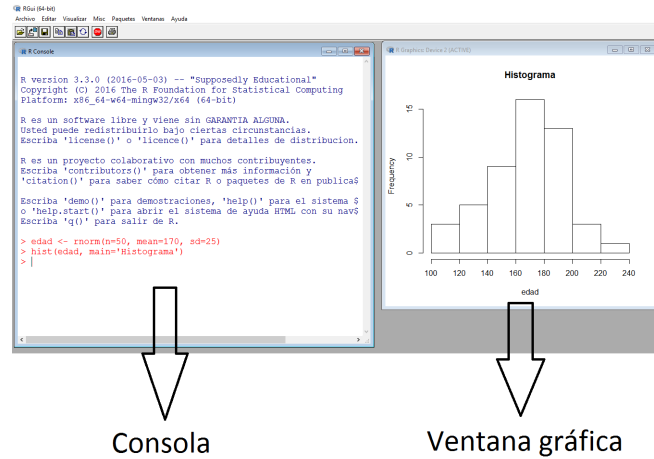 RGui (64-bit)
Archivo Editar Visualizar Misc Paquetes Ventanas Ayuda
R Console
R version 3.3.0 (2016-05-03) -- "Supposedly Educational"
Copyright (C) 2016 The R Foundation for Statistical Computing
Platform: x86_64-w64-mingw32/x64 (64-bit)
R es un software libre y viene sin GARANTIA ALGUNA.
Usted puede redistribuirlo bajo ciertas circunstancias.
Escriba 'license()' o 'licence()' para detalles de distribucion.
R es un proyecto colaborativo con muchos contribuyentes.
Escriba 'contributors()' para obtener más información y
'citation()' para saber cómo citar R o paquetes de R en publica$
Escriba 'demo()' para demostraciones, 'help()' para el sistema $
o 'help.start()' para abrir el sistema de ayuda HTML con su nav$
Escriba 'q()' para salir de R.
> edad <- rnorm(n=50, mean=170, sd=25)
> hist(edad, main='Histograma')
>
R Graphics: Device 2 (ACTIVE)
Histograma
Frequency
15
10
5
0
100 120 140 160 180 200 220 240
edad
Consola
Ventana gráfica